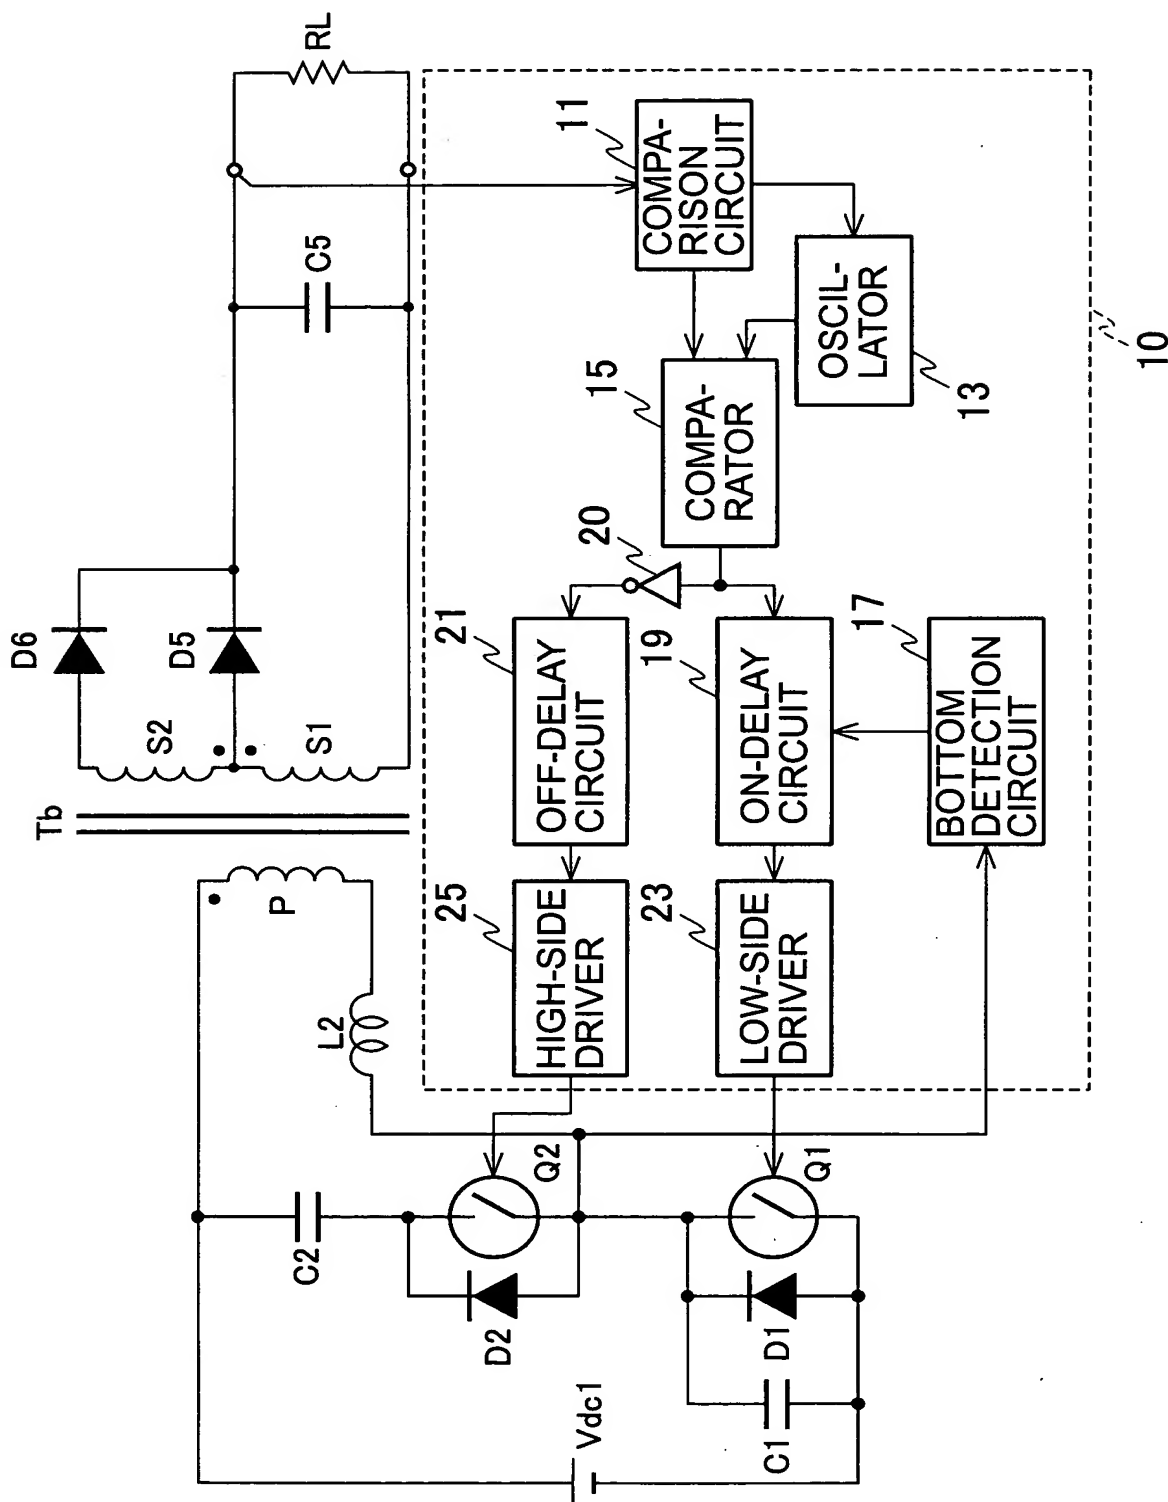 Tb
D6
S2
D5
S1
C5
RL
P
L2
C2
Q2
D2
Vdc1
Q1
D1
C1
25
HIGH-SIDE
DRIVER
21
OFF-DELAY
CIRCUIT
20
15
COMPA-
RATOR
11
COMPA-
RISON
CIRCUIT
23
LOW-SIDE
DRIVER
19
ON-DELAY
CIRCUIT
OSCIL-
LATOR
13
17
BOTTOM
DETECTION
CIRCUIT
10